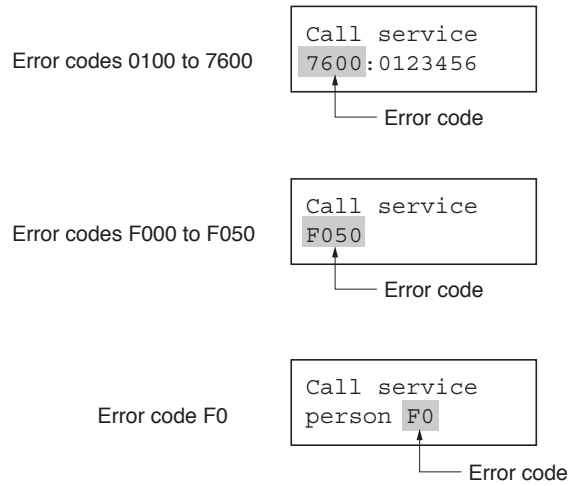 Call service
Error codes 0100 to 7600
7600:0123456
Error code
Call service
Error codes F000 to F050
F050
Error code
Call service
Error code F0
person F0
Error code